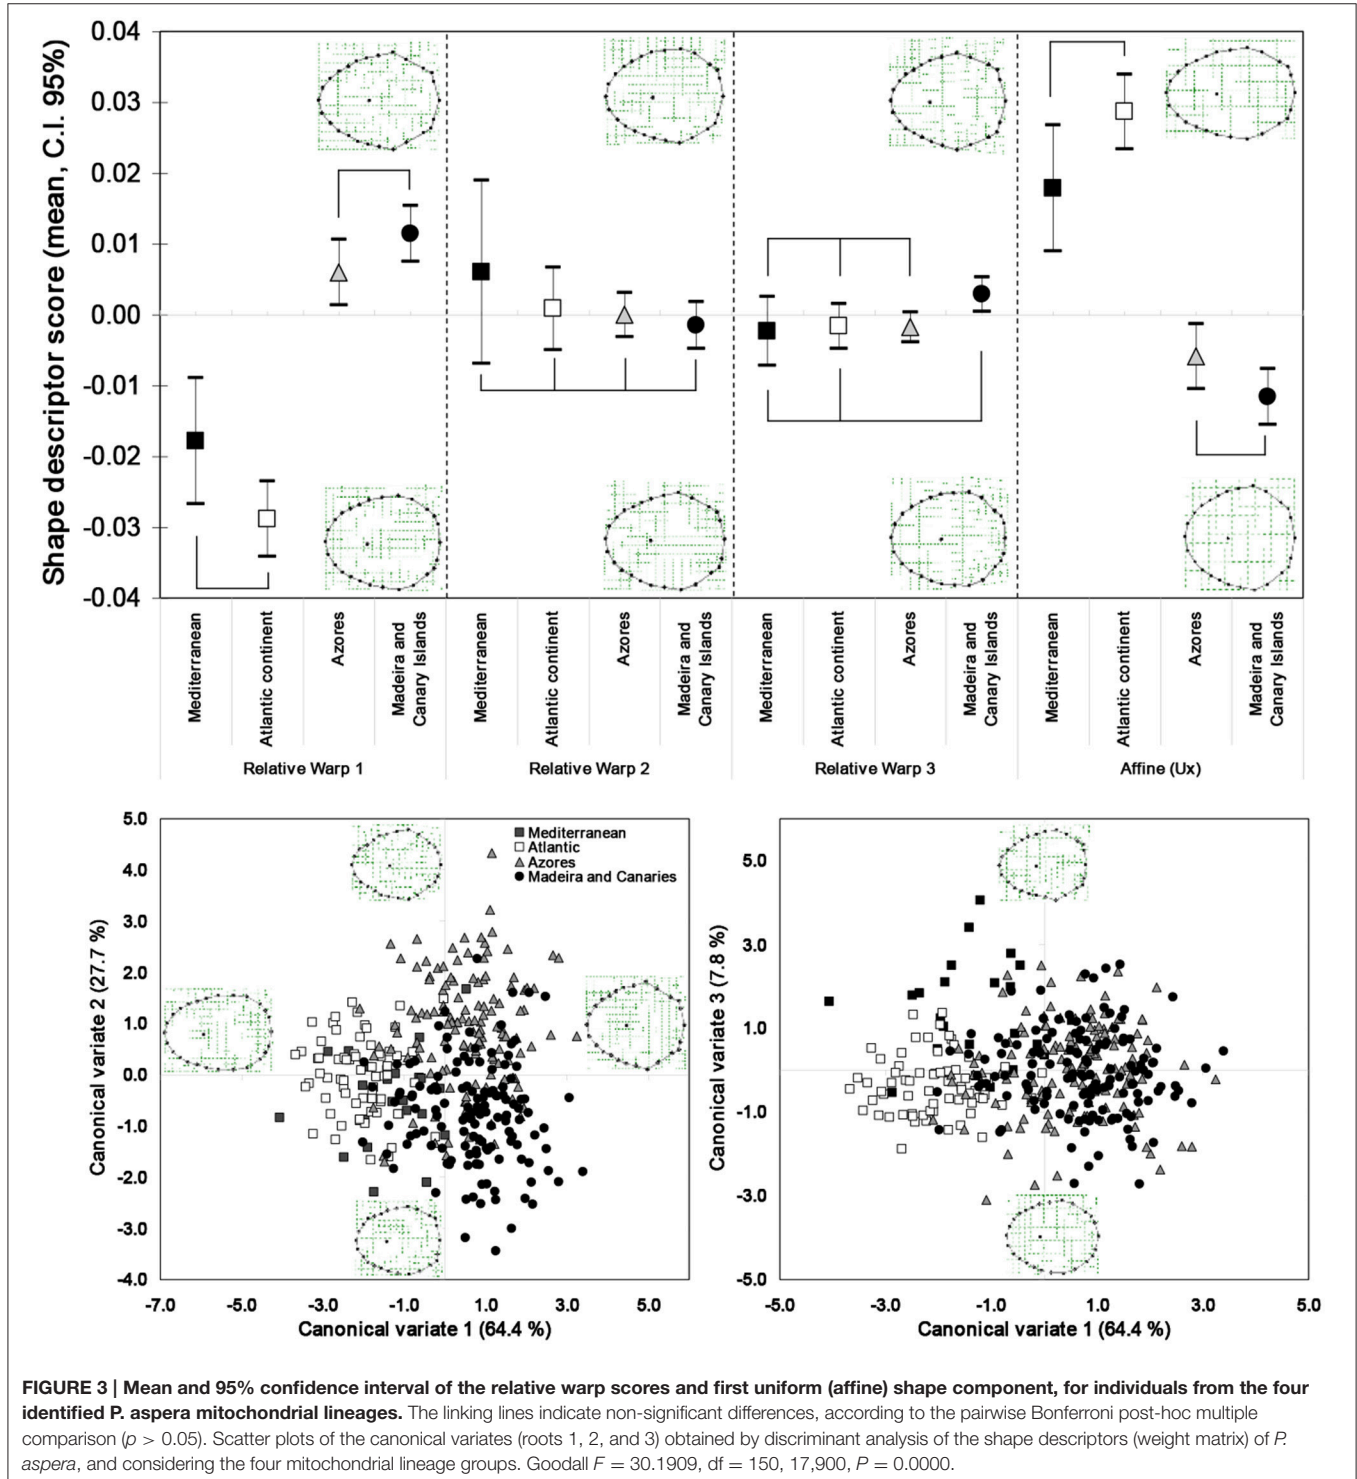 Shape descriptor score (mean, C.I. 95%)
0.04
0.03
0.02
0.01
0.00
-0.01
-0.02
-0.03
-0.04
Mediterranean
Atlantic continent
Azores
Madeira and
Canary Islands
Mediterranean
Atlantic continent
Azores
Madeira and
Canary Islands
Mediterranean
Atlantic continent
Azores
Madeira and
Canary Islands
Mediterranean
Atlantic continent
Azores
Madeira and
Canary Islands
Relative Warp 1
Relative Warp 2
Relative Warp 3
Affine (Ux)
Canonical variate 2 (27.7 %)
5.0
4.0
3.0
2.0
1.0
0.0
-1.0
-2.0
-3.0
-4.0
Mediterranean
Atlantic
Azores
Madeira and Canaries
-7.0 -5.0 -3.0 -1.0 1.0 3.0 5.0
Canonical variate 1 (64.4 %)
Canonical variate 3 (7.8 %)
5.0
3.0
1.0
-1.0
-3.0
-5.0
-5.0 -3.0 -1.0 1.0 3.0 5.0
Canonical variate 1 (64.4 %)
FIGURE 3 | Mean and 95% confidence interval of the relative warp scores and first uniform (affine) shape component, for individuals from the four
identified P. aspera mitochondrial lineages. The linking lines indicate non-significant differences, according to the pairwise Bonferroni post-hoc multiple
comparison (p > 0.05). Scatter plots of the canonical variates (roots 1, 2, and 3) obtained by discriminant analysis of the shape descriptors (weight matrix) of P.
aspera, and considering the four mitochondrial lineage groups. Goodall F = 30.1909, df = 150, 17,900, P = 0.0000.